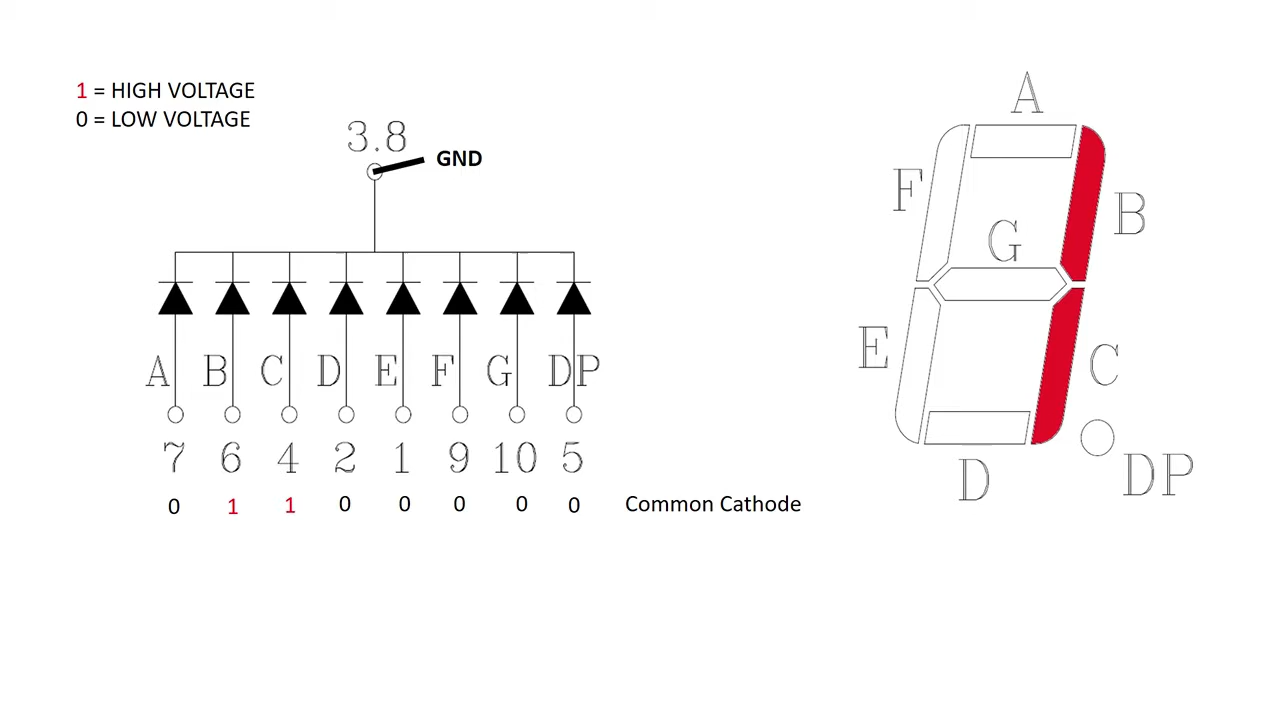 1 = HIGH VOLTAGE
0 = LOW VOLTAGE
3.8
GND
A B C D E F G DP
7 6 4 2 1 9 10 5
0 1 1 0 0 0 0 0 Common Cathode
A
F
B
G
E
C
D
DP